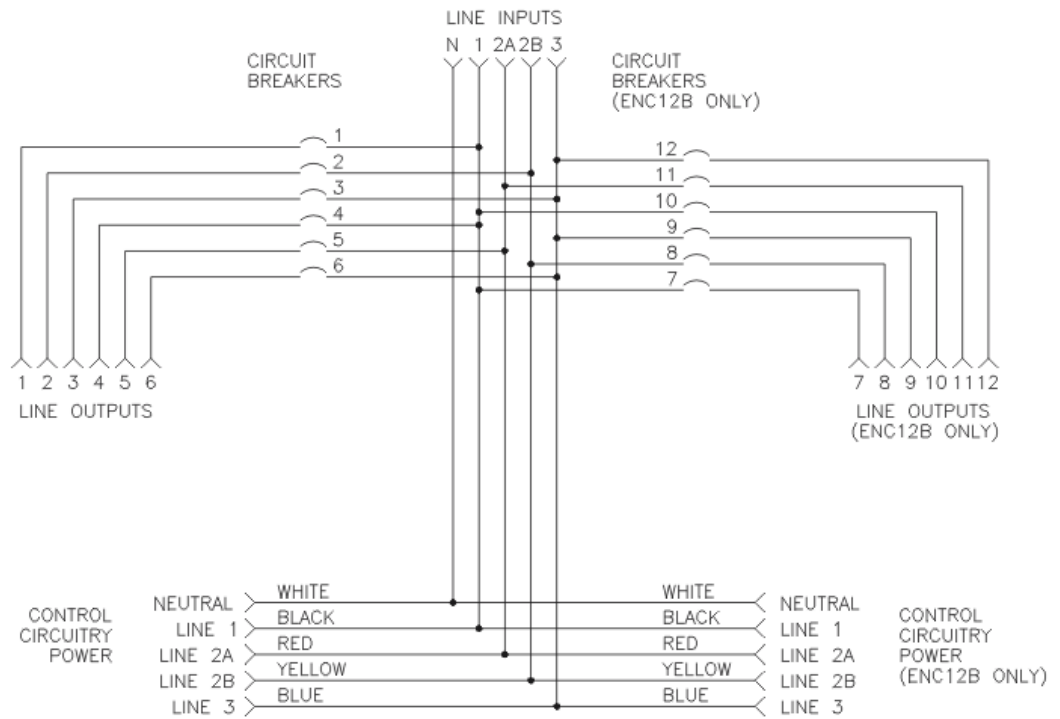 LINE INPUTS
N 1 2A 2B 3
CIRCUIT
BREAKERS
CIRCUIT
BREAKERS
(ENC12B ONLY)
1
2
3
4
5
6
12
11
10
9
8
7
1 2 3 4 5 6
LINE OUTPUTS
7 8 9 10 11 12
LINE OUTPUTS
(ENC12B ONLY)
CONTROL
CIRCUITRY
POWER
NEUTRAL
LINE 1
LINE 2A
LINE 2B
LINE 3
WHITE
BLACK
RED
YELLOW
BLUE
WHITE
BLACK
RED
YELLOW
BLUE
NEUTRAL
LINE 1
LINE 2A
LINE 2B
LINE 3
CONTROL
CIRCUITRY
POWER
(ENC12B ONLY)